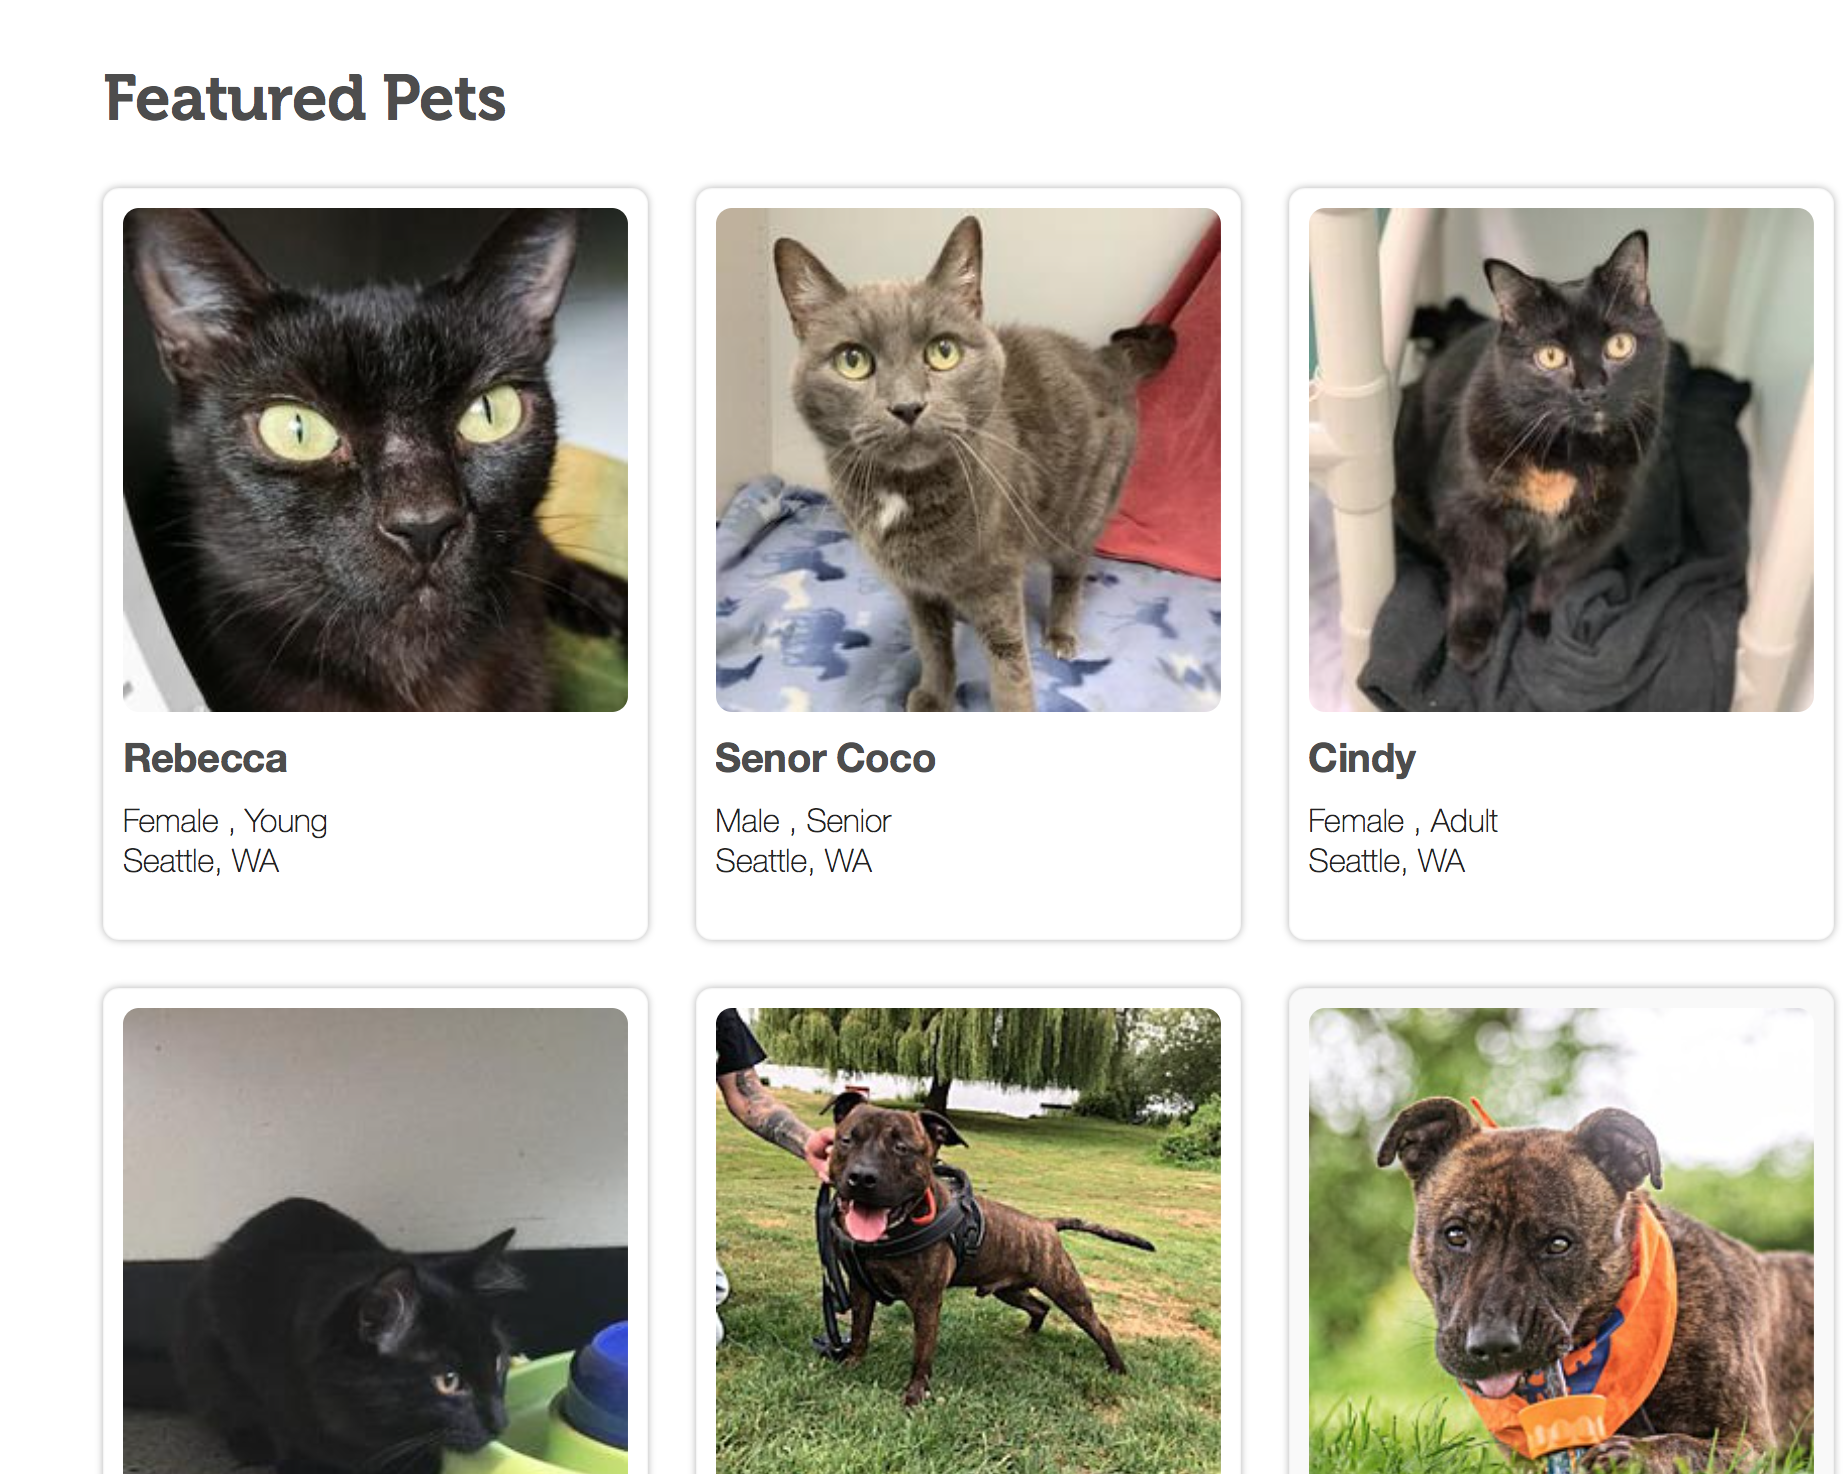 Featured Pets
Rebecca
Female , Young
Seattle, WA
Senor Coco
Male , Senior
Seattle, WA
Cindy
Female , Adult
Seattle, WA